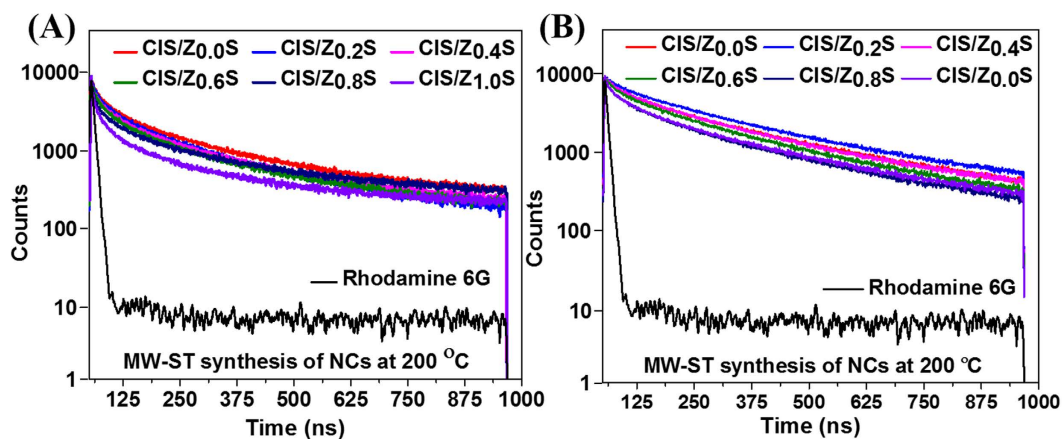 (A)
CIS/Z0.0S CIS/Z0.2S CIS/Z0.4S
CIS/Z0.6S CIS/Z0.8S CIS/Z1.0S
10000
1000
100
10
1
Counts
Rhodamine 6G
MW-ST synthesis of NCs at 200 °C
125 250 375 500 625 750 875 1000
Time (ns)
(B)
CIS/Z0.0S CIS/Z0.2S CIS/Z0.4S
CIS/Z0.6S CIS/Z0.8S CIS/Z0.0S
10000
1000
100
10
1
Counts
Rhodamine 6G
MW-ST synthesis of NCs at 200 °C
125 250 375 500 625 750 875 1000
Time (ns)